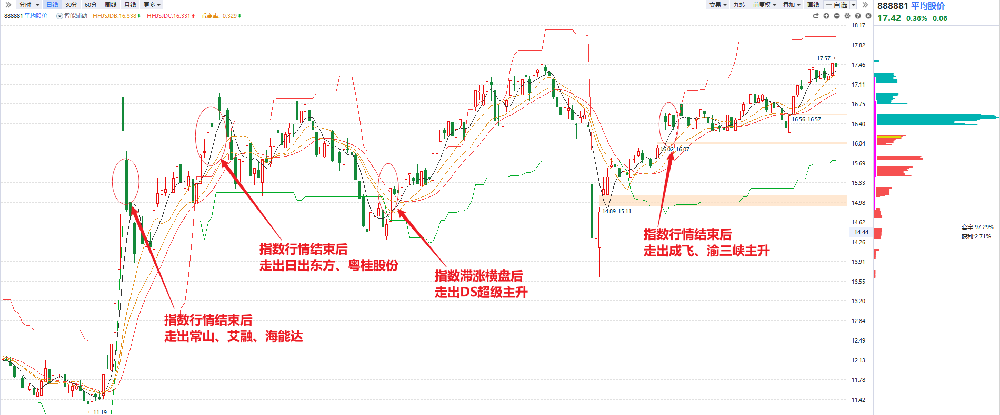 分时 日线 30分 60分 周线 月线 更多
交易 九转 前复权 叠加 画线 一自选
888881 平均股价
888881 平均股价 智能辅助 HHJSJDB:16.338 HHJSJDC:16.331 乖离率:-0.329
17.42 -0.36% -0.06
18.17
17.82
17.57
17.46
17.11
16.75
16.56-16.57
16.40
16.04
16.02-16.07
15.69
15.33
14.98
14.89-15.11
14.62
套牢:97.29%
14.44
获利:2.71%
指数行情结束后
走出成飞、渝三峡主升
14.26
指数行情结束后
走出日出东方、粤桂股份
13.91
指数滞涨横盘后
走出DS超级主升
13.55
13.20
指数行情结束后
走出常山、艾融、海能达
12.84
12.49
12.13
11.78
11.42
11.19